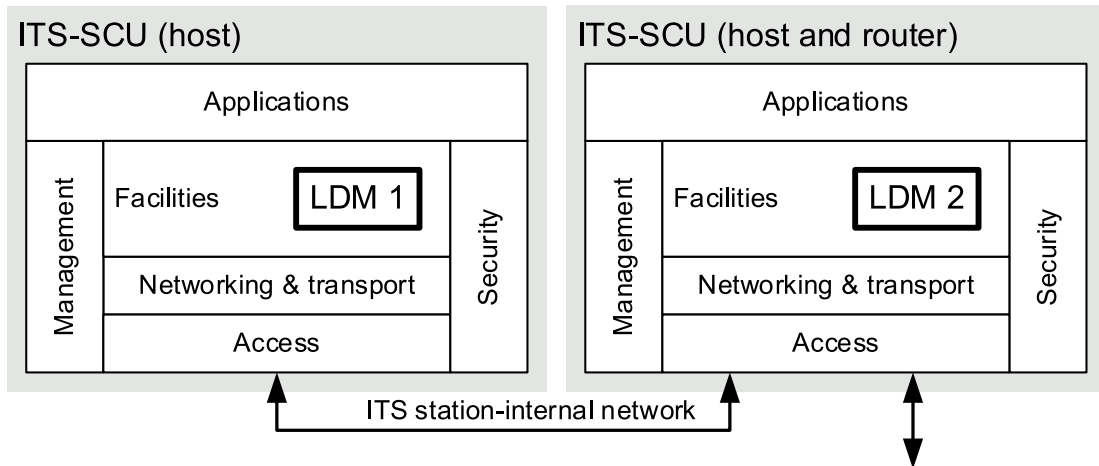 ITS-SCU (host)
Applications
Management
Facilities
LDM 1
Security
Networking & transport
Access
ITS-SCU (host and router)
Applications
Management
Facilities
LDM 2
Security
Networking & transport
Access
ITS station-internal network